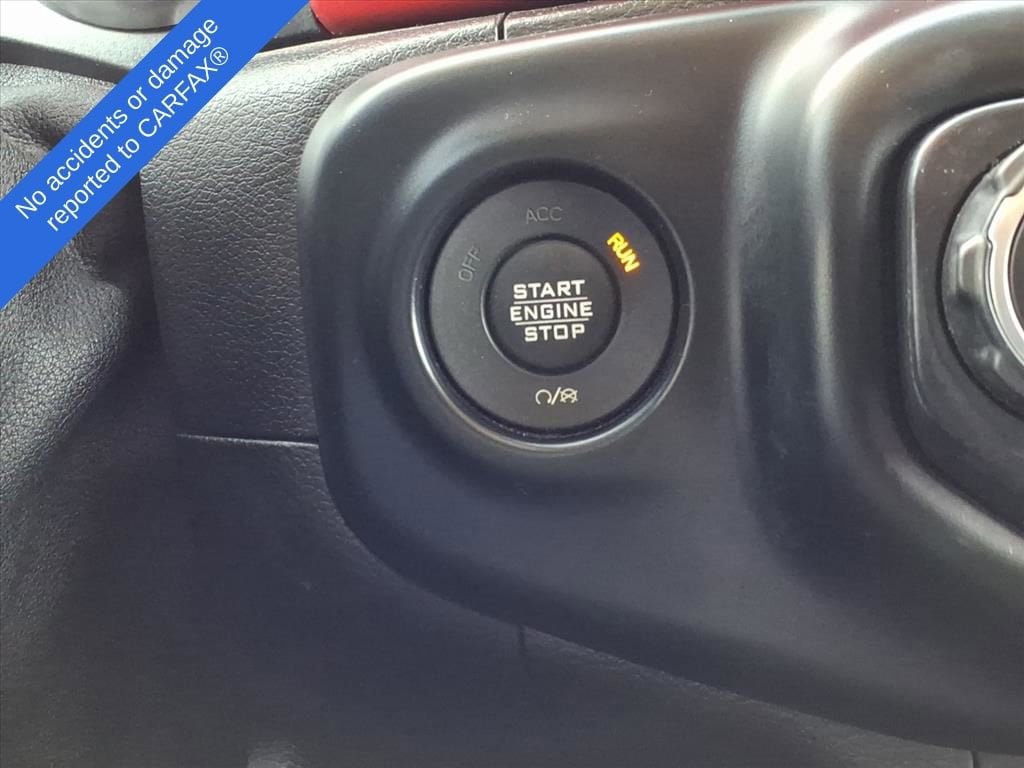 No accidents or damage
reported to CARFAX®
ACC
OFF
RUN
START
ENGINE
STOP